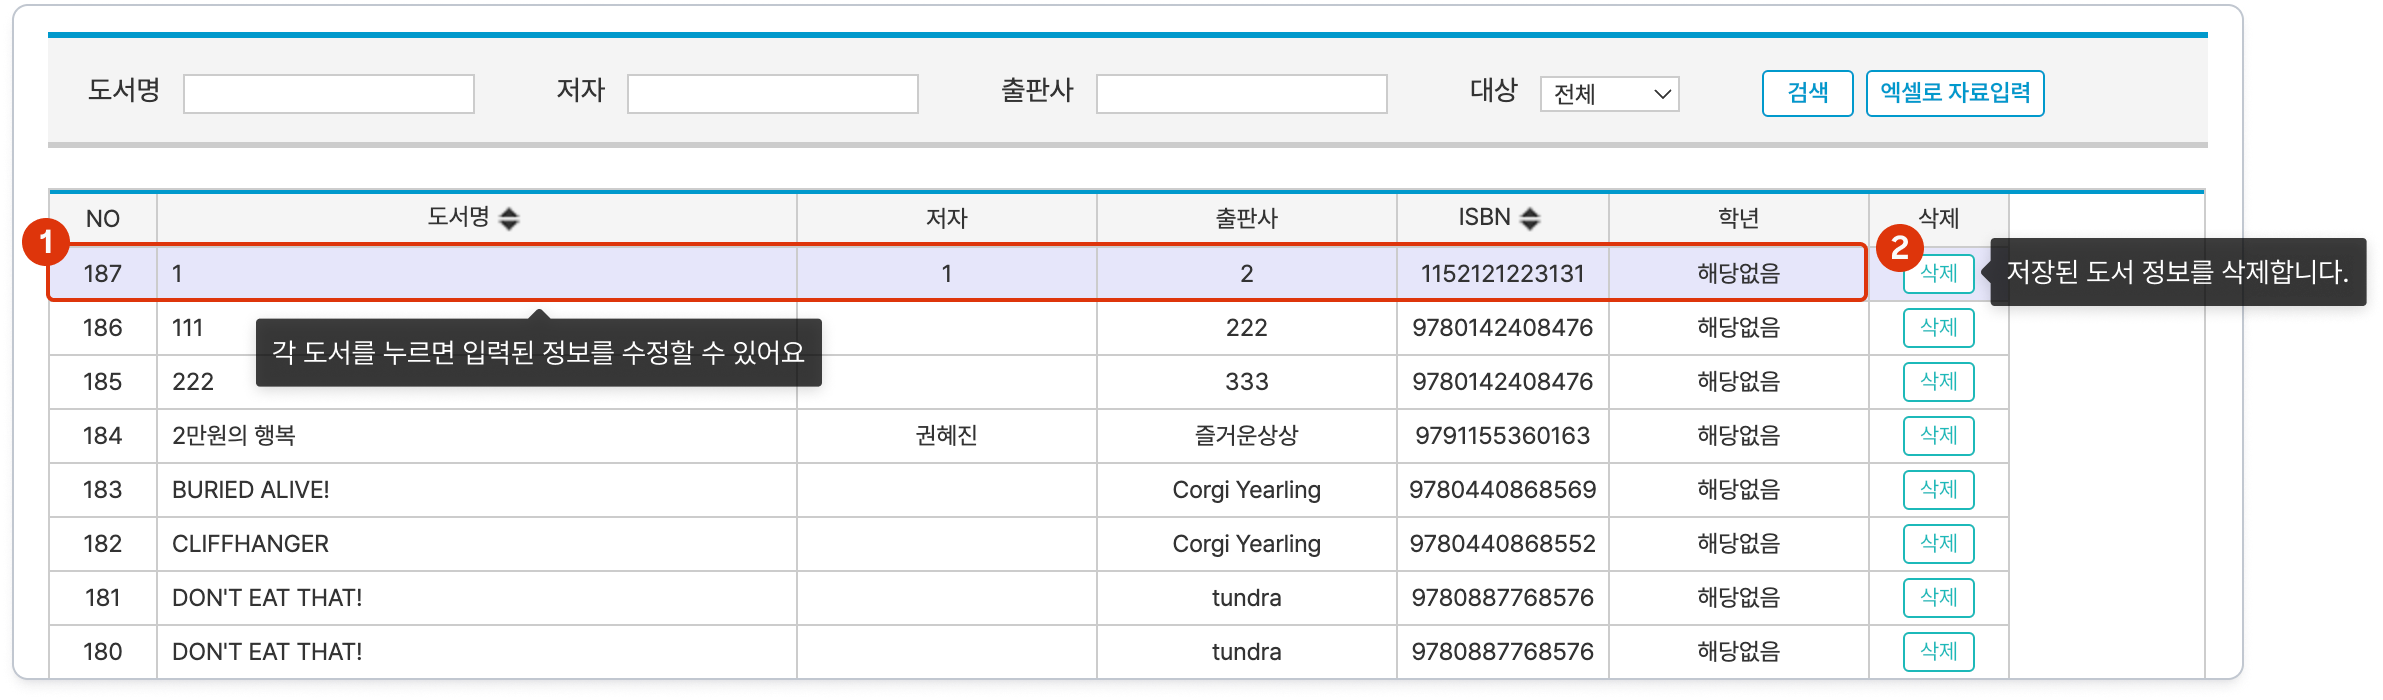 도서명 저자 출판사 대상 전체 검색 엑셀로 자료입력
NO 도서명 저자 출판사 ISBN 학년 삭제
1 2
187 1 1 2 1152121223131 해당없음 삭제 저장된 도서 정보를 삭제합니다.
186 111 222 9780142408476 해당없음 삭제
각 도서를 누르면 입력된 정보를 수정할 수 있어요
185 222 333 9780142408476 해당없음 삭제
184 2만원의 행복 권혜진 즐거운상상 9791155360163 해당없음 삭제
183 BURIED ALIVE! Corgi Yearling 9780440868569 해당없음 삭제
182 CLIFFHANGER Corgi Yearling 9780440868552 해당없음 삭제
181 DON'T EAT THAT! tundra 9780887768576 해당없음 삭제
180 DON'T EAT THAT! tundra 9780887768576 해당없음 삭제